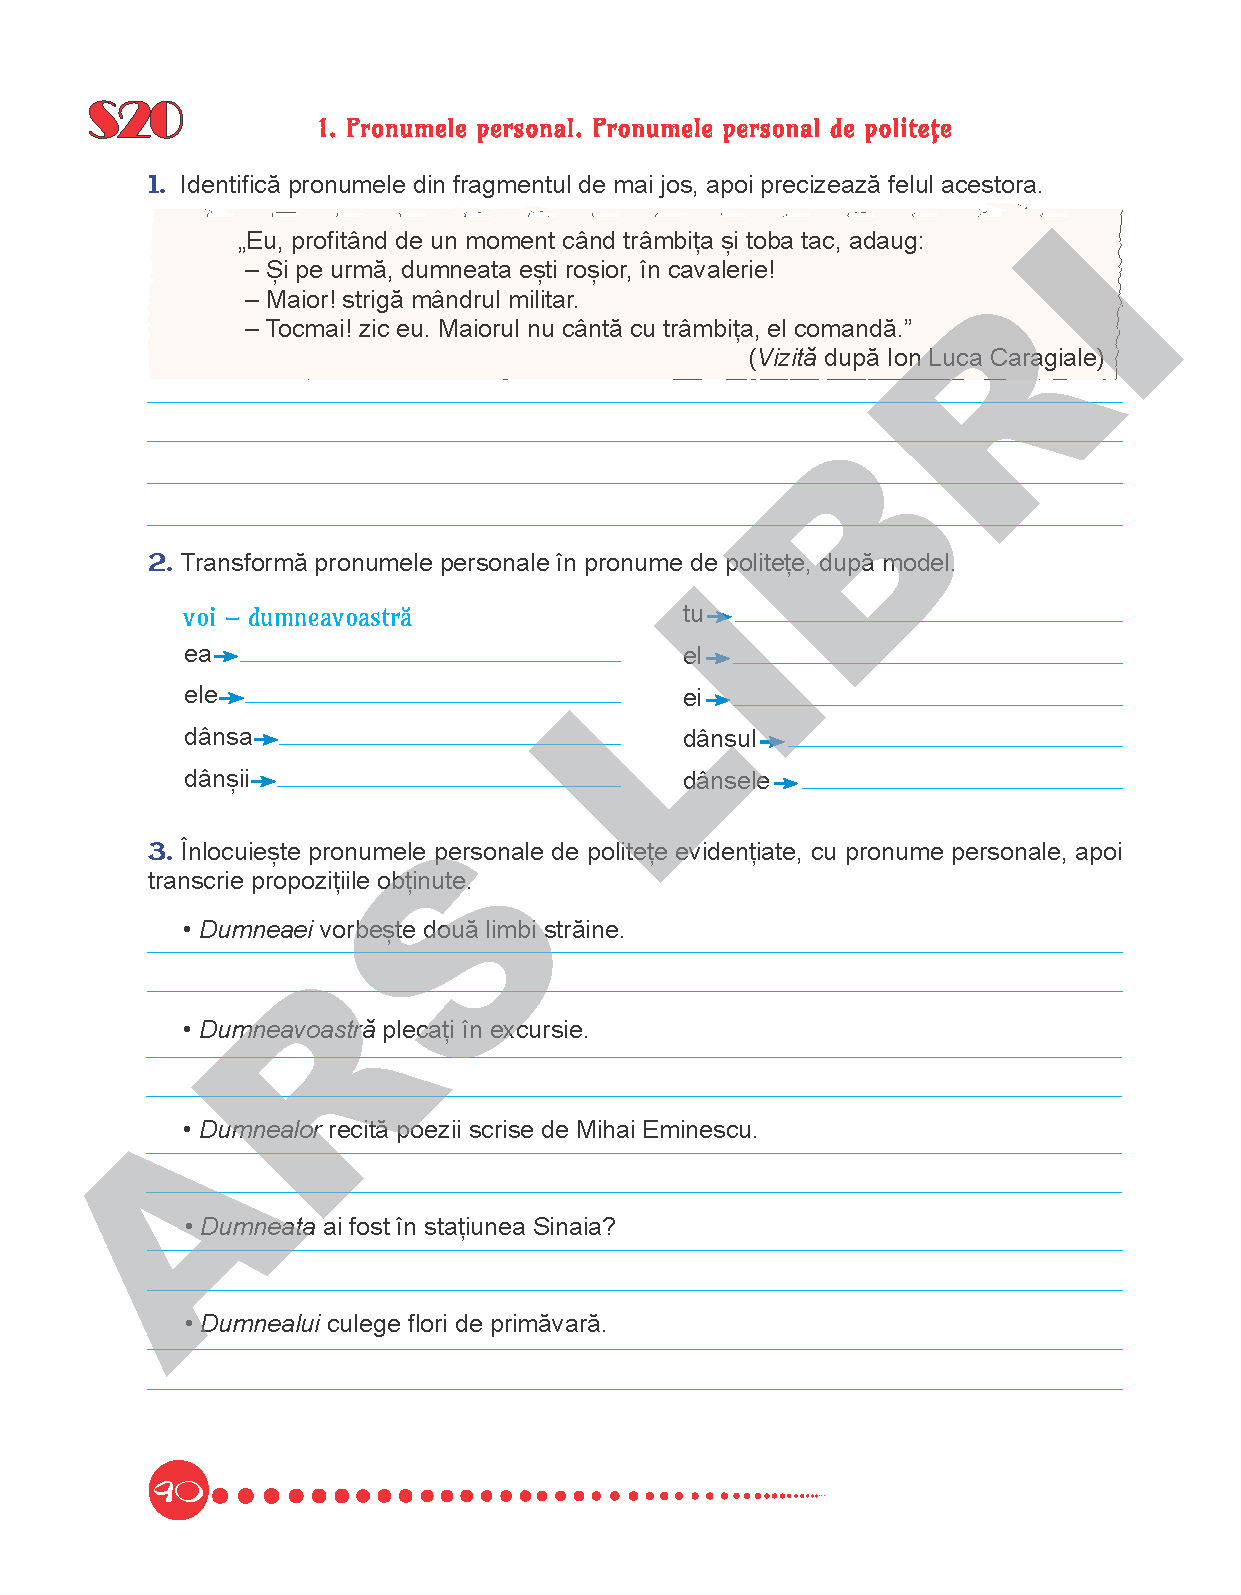 S20
1. Pronumele personal. Pronumele personal de politețe
1. Identifică pronumele din fragmentul de mai jos, apoi precizează felul acestora.
„Eu, profitând de un moment când trâmbița și toba tac, adaug:
– Și pe urmă, dumneata ești roșior, în cavalerie!
– Maior! strigă mândrul militar.
– Tocmai! zic eu. Maiorul nu cântă cu trâmbița, el comandă.”
(Vizită după Ion Luca Caragiale)
2. Transformă pronumele personale în pronume de politețe, după model.
voi – dumneavoastră
ea
ele
dânsa
dânșii
tu
el
ei
dânsul
dânsele
3. Înlocuiește pronumele personale de politețe evidențiate, cu pronume personale, apoi
transcrie propozițiile obținute.
• Dumneaei vorbește două limbi străine.
• Dumneavoastră plecați în excursie.
• Dumnealor recită poezii scrise de Mihai Eminescu.
• Dumneata ai fost în stațiunea Sinaia?
• Dumnealui culege flori de primăvară.
90
ARS LIBRI